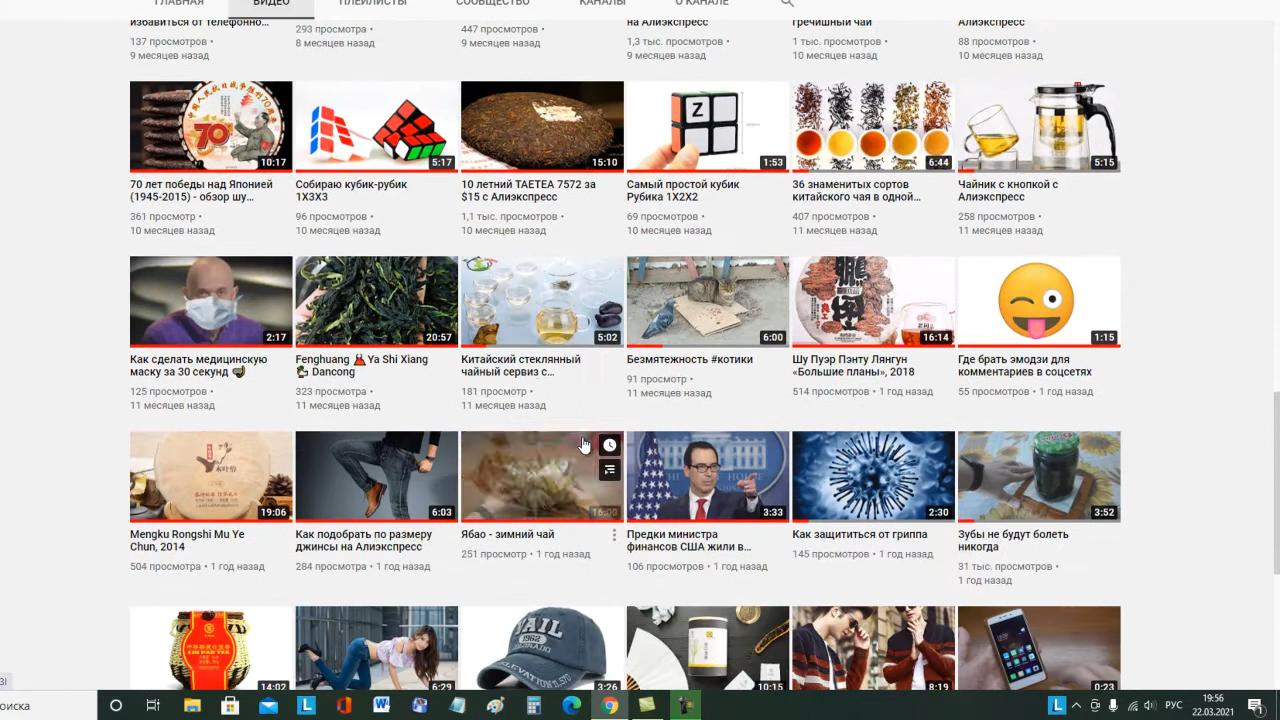 ГЛАВНАЯ ВИДЕО ПЛЕЙЛИСТЫ СООБЩЕСТВО КАНАЛЫ О КАНАЛЕ
избавиться от телефонно…
137 просмотров •
9 месяцев назад
293 просмотра •
8 месяцев назад
447 просмотров •
9 месяцев назад
на Алиэкспресс
1,3 тыс. просмотров •
9 месяцев назад
гречишный чай
1 тыс. просмотров •
10 месяцев назад
Алиэкспресс
88 просмотров •
10 месяцев назад
70
10:17
70 лет победы над Японией
(1945-2015) - обзор шу…
361 просмотр •
10 месяцев назад
5:17
Собираю кубик-рубик
1X3X3
96 просмотров •
10 месяцев назад
15:10
10 летний TAETEA 7572 за
$15 с Алиэкспресс
1,1 тыс. просмотров •
10 месяцев назад
Z
1:53
Самый простой кубик
Рубика 1X2X2
69 просмотров •
10 месяцев назад
6:44
36 знаменитых сортов
китайского чая в одной…
407 просмотров •
11 месяцев назад
5:15
Чайник с кнопкой с
Алиэкспресс
258 просмотров •
11 месяцев назад
2:17
Как сделать медицинскую
маску за 30 секунд
125 просмотров •
11 месяцев назад
20:57
Fenghuang Ya Shi Xiang
Dancong
323 просмотра •
11 месяцев назад
5:02
Китайский стеклянный
чайный сервиз с…
181 просмотр •
11 месяцев назад
6:00
Безмятежность #котики
91 просмотр •
11 месяцев назад
16:14
Шу Пуэр Пэнту Лянгун
«Большие планы», 2018
514 просмотров • 1 год назад
1:15
Где брать эмодзи для
комментариев в соцсетях
55 просмотров • 1 год назад
19:06
Mengku Rongshi Mu Ye
Chun, 2014
504 просмотра • 1 год назад
6:03
Как подобрать по размеру
джинсы на Алиэкспресс
284 просмотра • 1 год назад
16:00
Ябао - зимний чай
251 просмотр • 1 год назад
3:33
Предки министра
финансов США жили в…
106 просмотров • 1 год назад
2:30
Как защититься от гриппа
145 просмотров • 1 год назад
3:52
Зубы не будут болеть
никогда
31 тыс. просмотров •
1 год назад
14:02
6:29
1962
COLORADO
3:26
10:15
8:19
0:23
оиска
РУС
19:56
22.03.2021